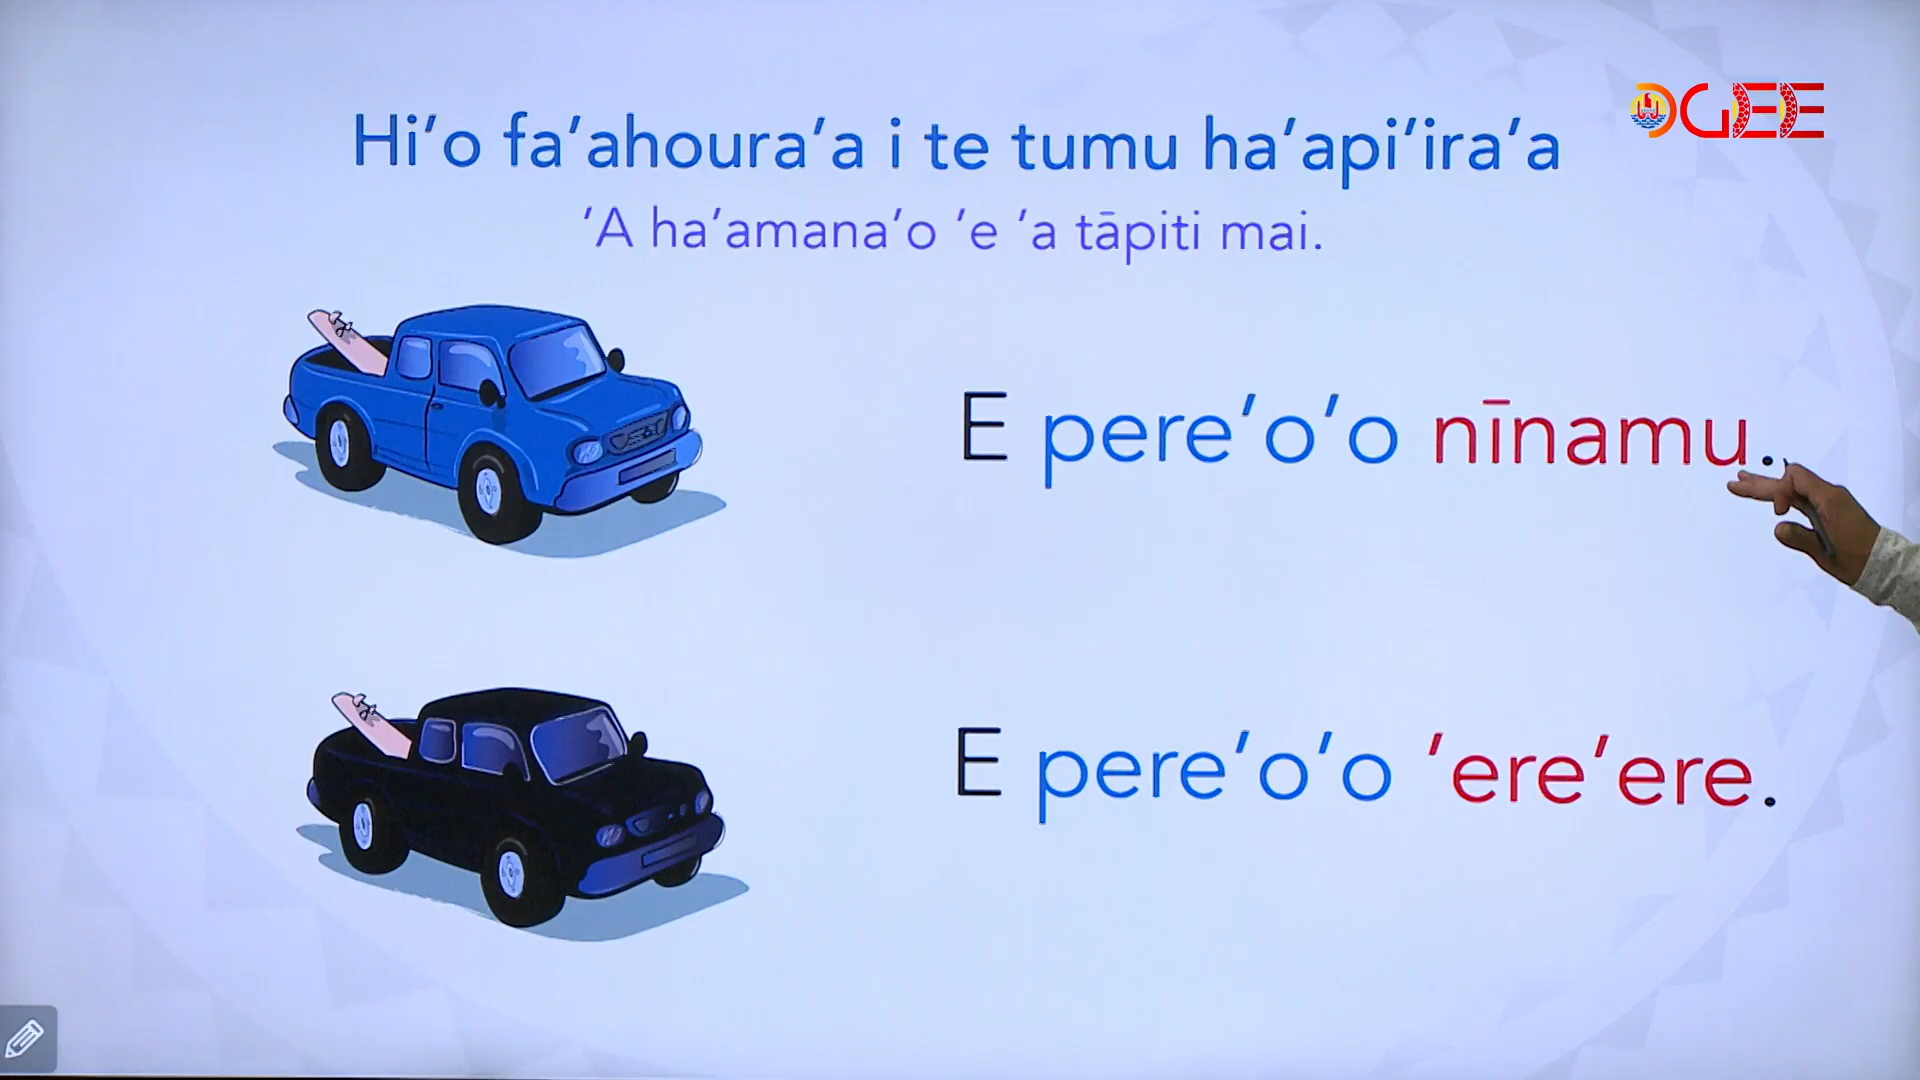 DGEE
Hi'o fa'ahoura'a i te tumu ha'api'ira'a
'A ha'amana'o 'e 'a tāpiti mai.
E pere'o'o nīnamu.
E pere'o'o 'ere'ere.